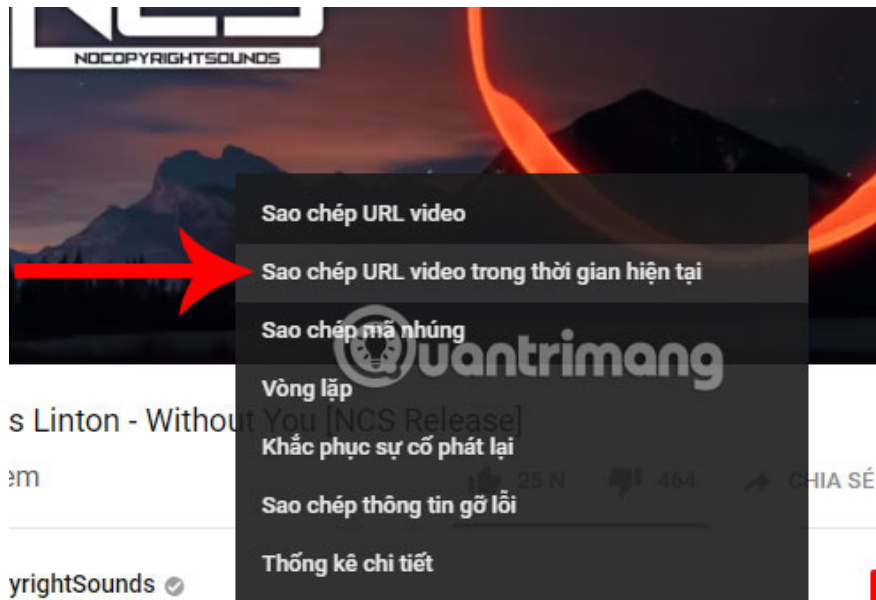 NCS
NOCOPYRIGHTSOUNDS
Sao chép URL video
Sao chép URL video trong thời gian hiện tại
Sao chép mã nhúng
Quantrimang
Vòng lặp
s Linton - Without You [NCS Release]
Khắc phục sự cố phát lại
em
25 N
464
CHIA SẺ
Sao chép thông tin gỡ lỗi
Thống kê chi tiết
yrightSounds